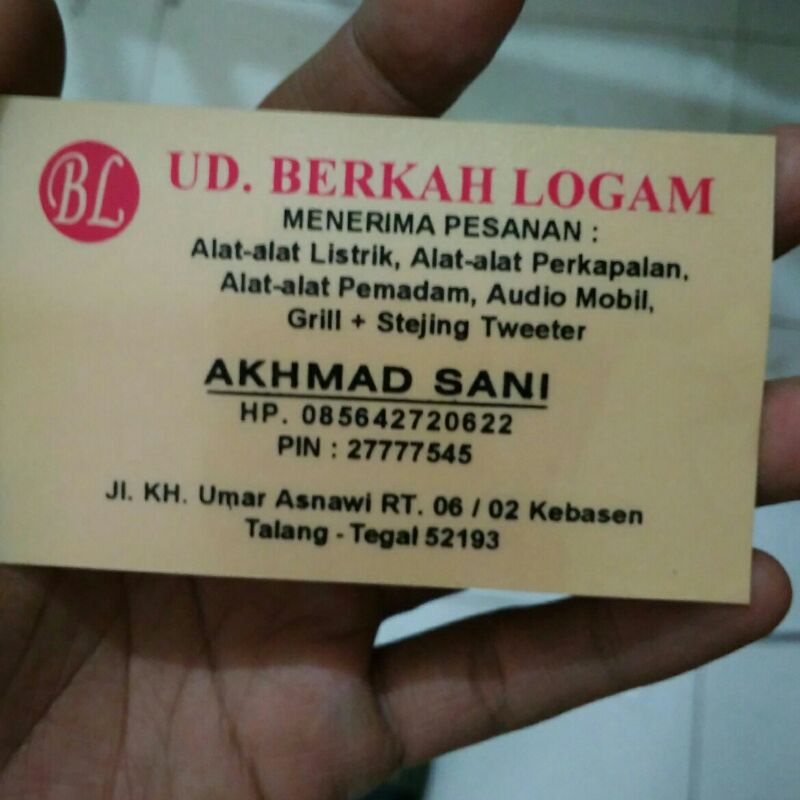 BL
UD. BERKAH LOGAM
MENERIMA PESANAN :
Alat-alat Listrik, Alat-alat Perkapalan,
Alat-alat Pemadam, Audio Mobil,
Grill + Stejing Tweeter
AKHMAD SANI
HP. 085642720622
PIN : 27777545
Jl. KH. Umar Asnawi RT. 06 / 02 Kebasen
Talang - Tegal 52193